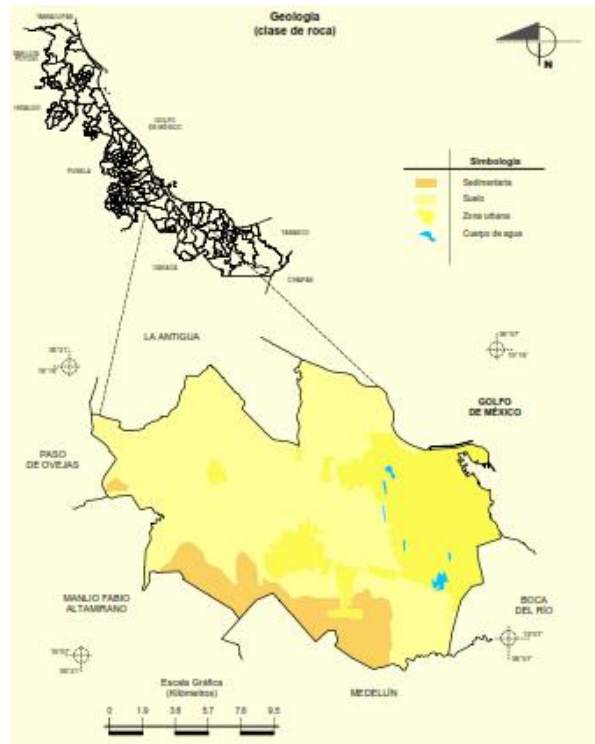 Geología
(clase de roca)
TAMAULIPAS
N
HIDALGO
GOLFO
DE MÉXICO
PUEBLA
Simbología
Sedimentaria
Suelo
Zona urbana
Cuerpo de agua
TABASCO
OAXACA
CHIAPAS
LA ANTIGUA
GOLFO
DE MÉXICO
PASO
DE OVEJAS
MANLIO FABIO
ALTAMIRANO
BOCA
DEL RÍO
MEDELLÍN
Escala Gráfica
(Kilómetros)
0 1.9 3.8 5.7 7.6 9.5